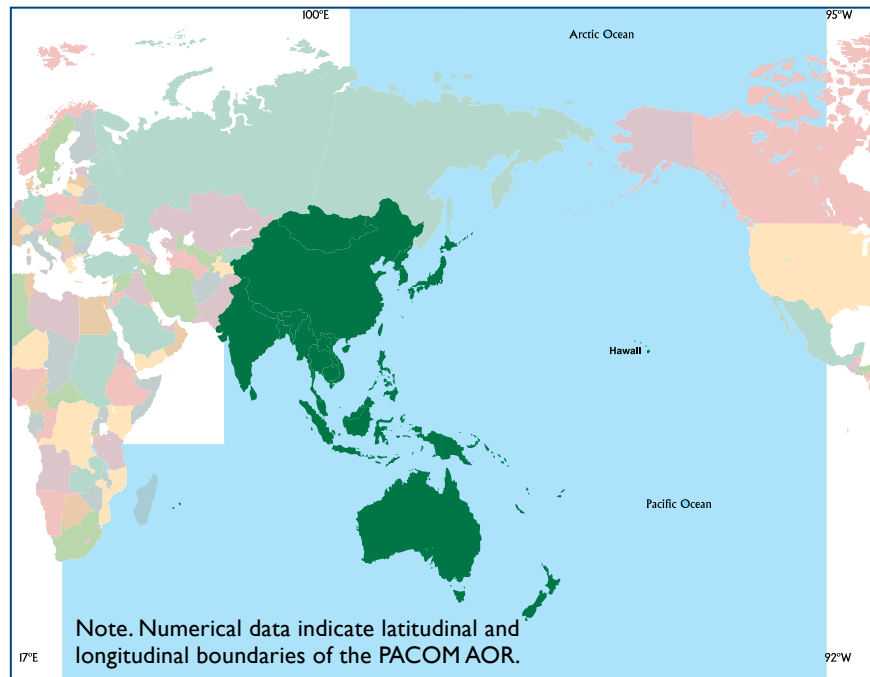 100°E
95°W
Arctic Ocean
Hawall
Pacific Ocean
Note. Numerical data indicate latitudinal and
longitudinal boundaries of the PACOM AOR.
17°E
92°W